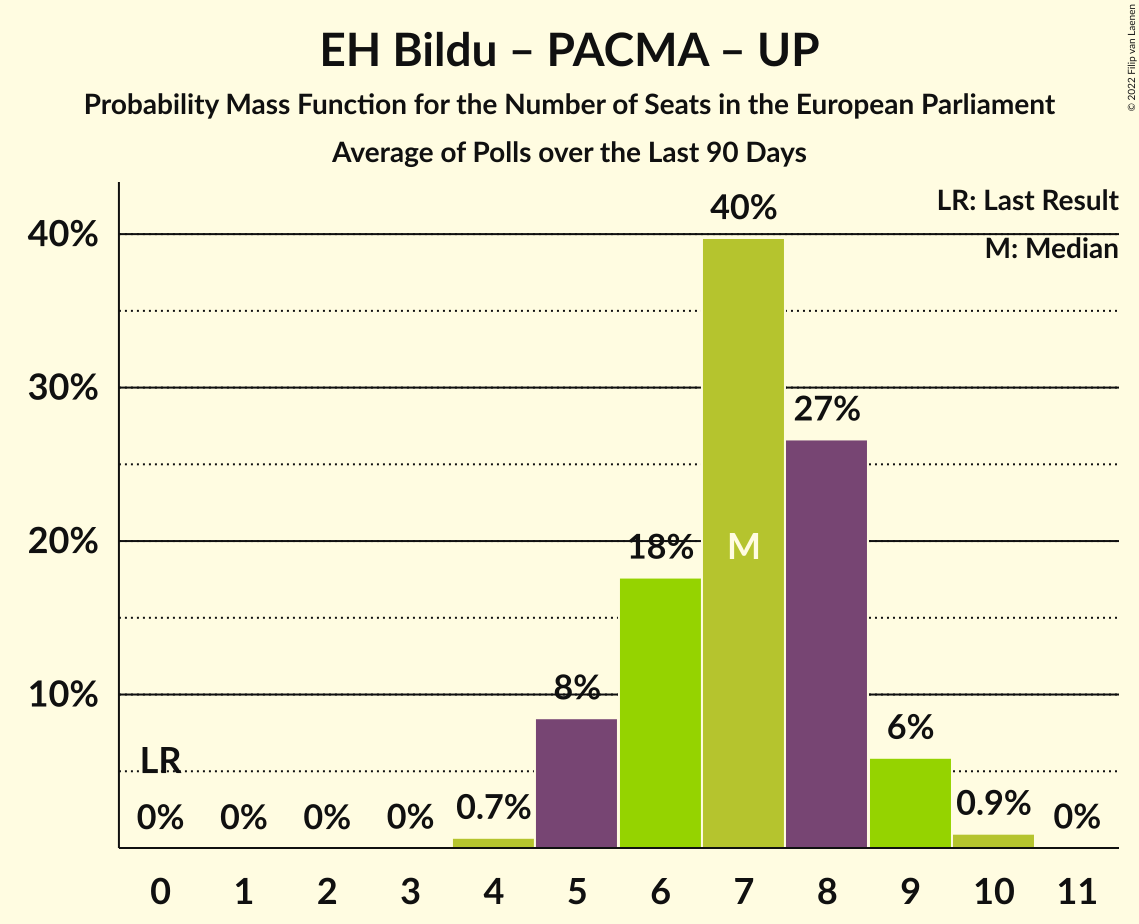 EH Bildu – PACMA – UP
Probability Mass Function for the Number of Seats in the European Parliament
Average of Polls over the Last 90 Days
© 2022 Filip van Laenen
LR: Last Result
M: Median
40%
30%
20%
10%
LR
0%
0%
0%
0%
0.7%
8%
18%
40%
M
27%
6%
0.9%
0%
0 1 2 3 4 5 6 7 8 9 10 11